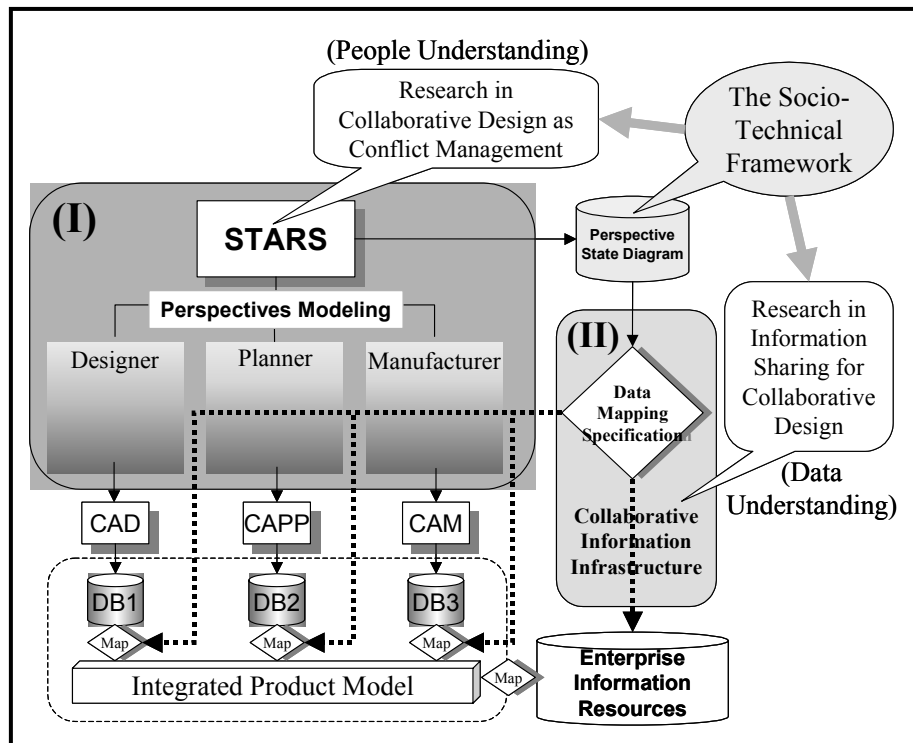 (People Understanding)
Research in
Collaborative Design as
Conflict Management
The Socio-
Technical
Framework
(I)
STARS
Perspective
State Diagram
Perspectives Modeling
Designer
Planner
Manufacturer
(II)
Data
Mapping
Specification
Research in
Information
Sharing for
Collaborative
Design
(Data
Understanding)
Collaborative
Information
Infrastructure
CAD
CAPP
CAM
DB1
DB2
DB3
Map
Map
Map
Integrated Product Model
Map
Enterprise
Information
Resources